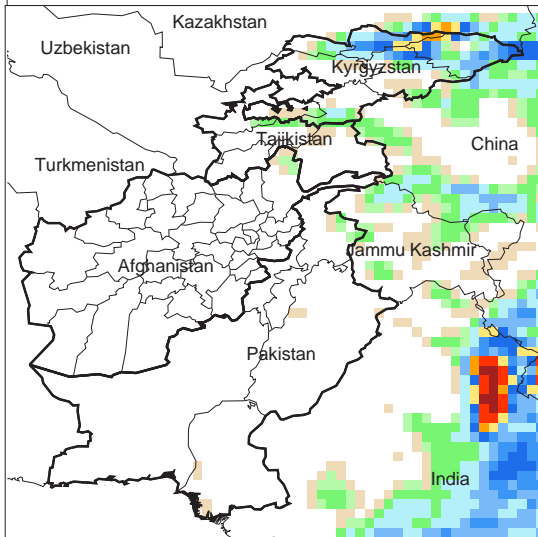 Kazakhstan
Uzbekistan
Kyrgyzstan
Tajikistan
China
Turkmenistan
Jammu Kashmir
Afghanistan
Pakistan
India